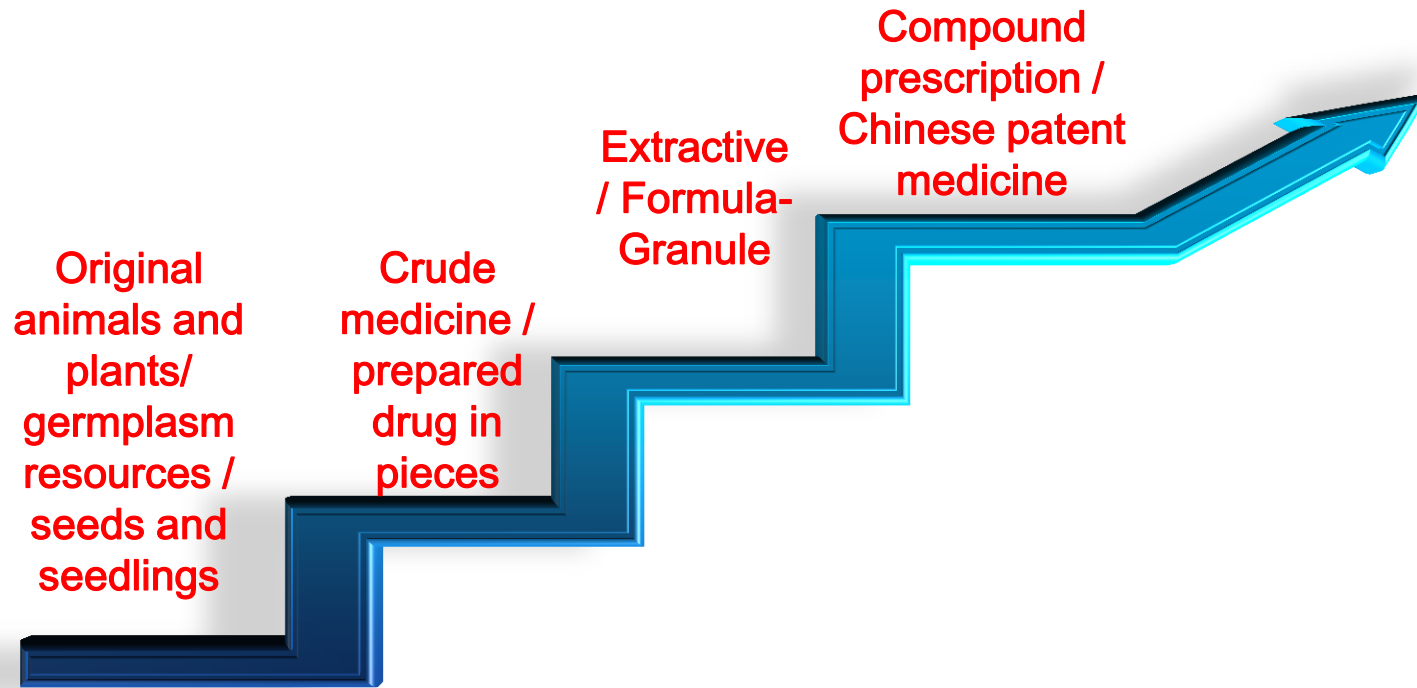 Original
animals and
plants/
germplasm
resources /
seeds and
seedlings
Crude
medicine /
prepared
drug in
pieces
Extractive
/ Formula-
Granule
Compound
prescription /
Chinese patent
medicine